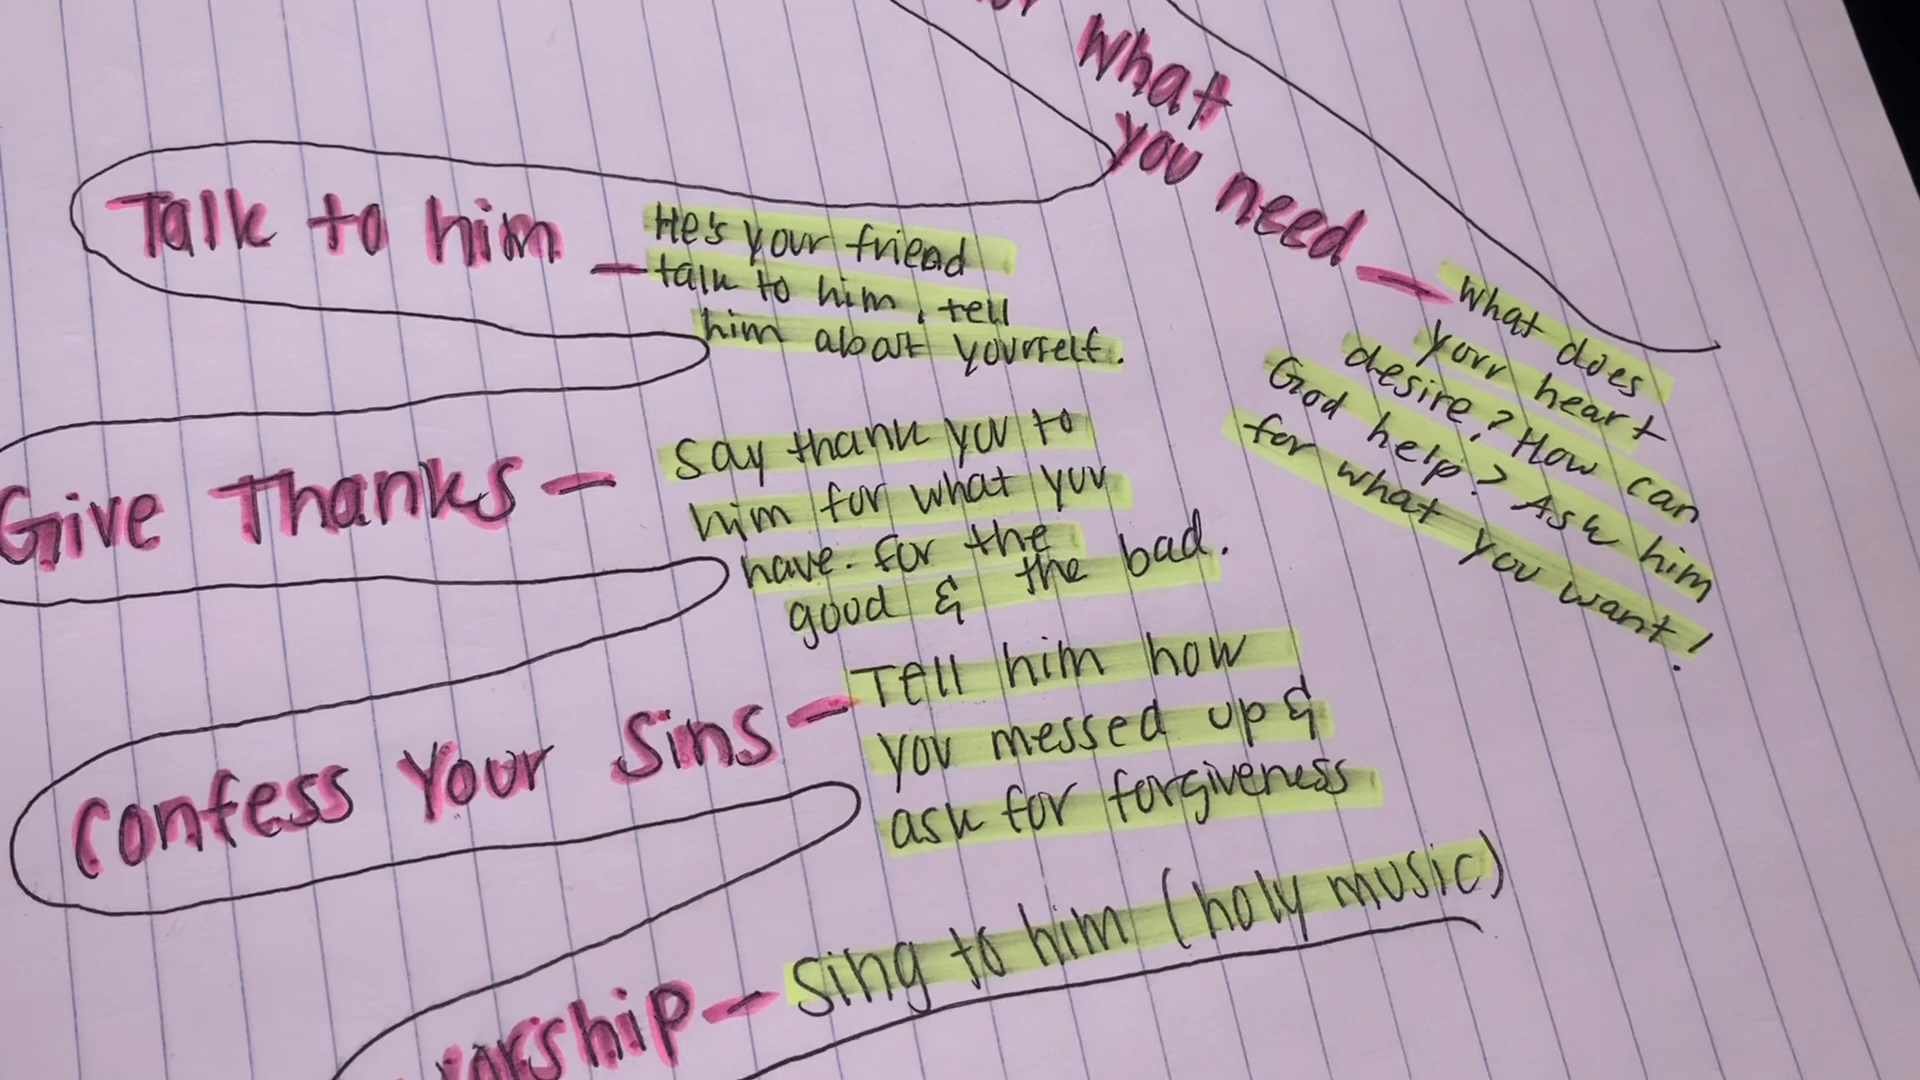 What
you need —
What does
your heart
desire? How can
God help? Ask him
for what you want!
Talk to him —
He's your friend
talk to him, tell
him about yourself.
Give Thanks —
Say thank you to
him for what you
have. for the
good & the bad.
Confess Your Sins —
Tell him how
you messed up &
ask for forgiveness
Worship — Sing to him (holy music)